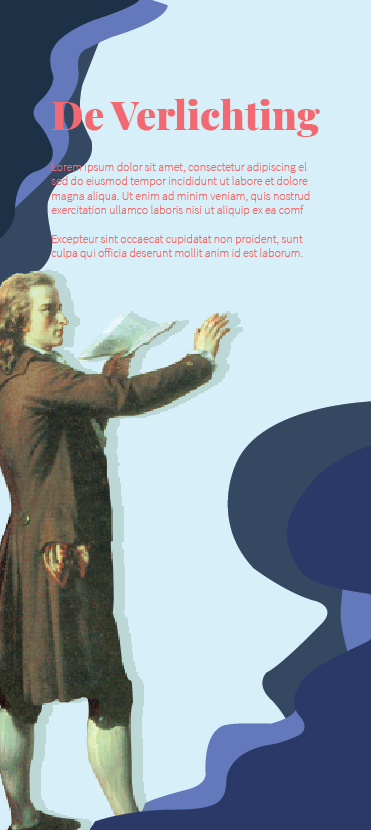 De Verlichting
Lorem ipsum dolor sit amet, consectetur adipiscing el
sed do eiusmod tempor incididunt ut labore et dolore
magna aliqua. Ut enim ad minim veniam, quis nostrud
exercitation ullamco laboris nisi ut aliquip ex ea comf
Excepteur sint occaecat cupidatat non proident, sunt
culpa qui officia deserunt mollit anim id est laborum.